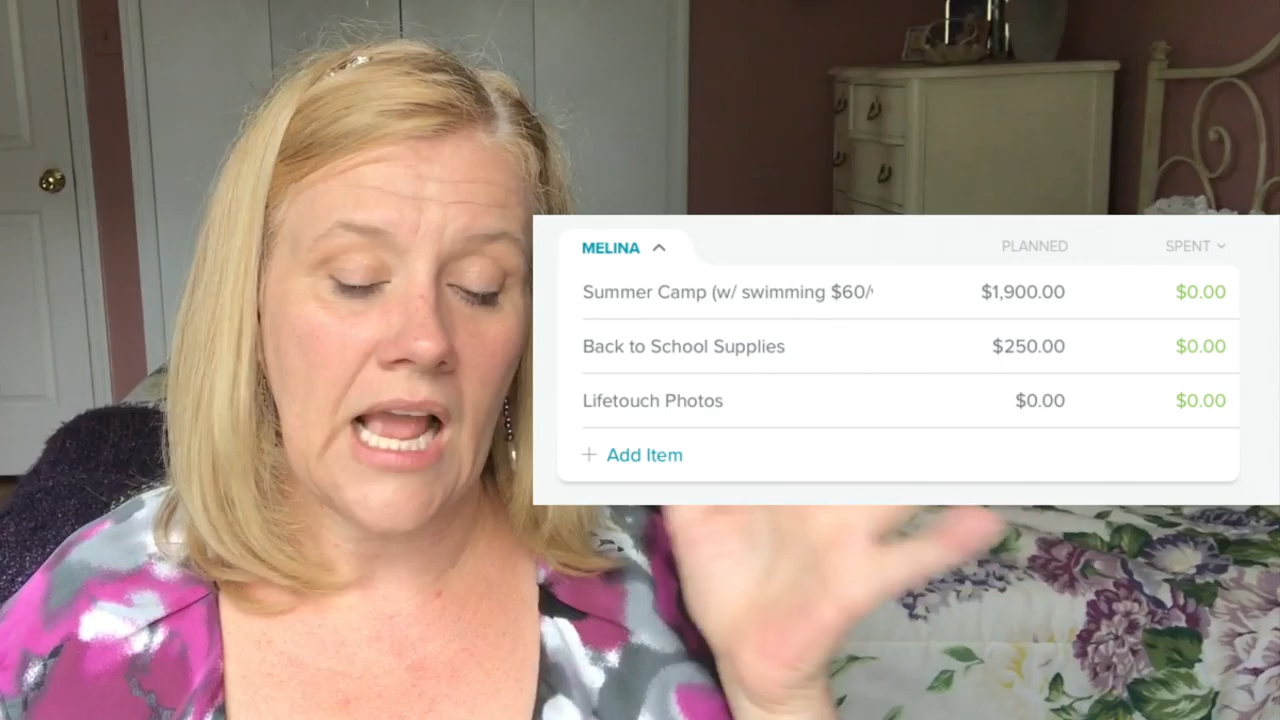 MELINA PLANNED SPENT
Summer Camp (w/ swimming $60/ $1,900.00 $0.00
Back to School Supplies $250.00 $0.00
Lifetouch Photos $0.00 $0.00
+ Add Item